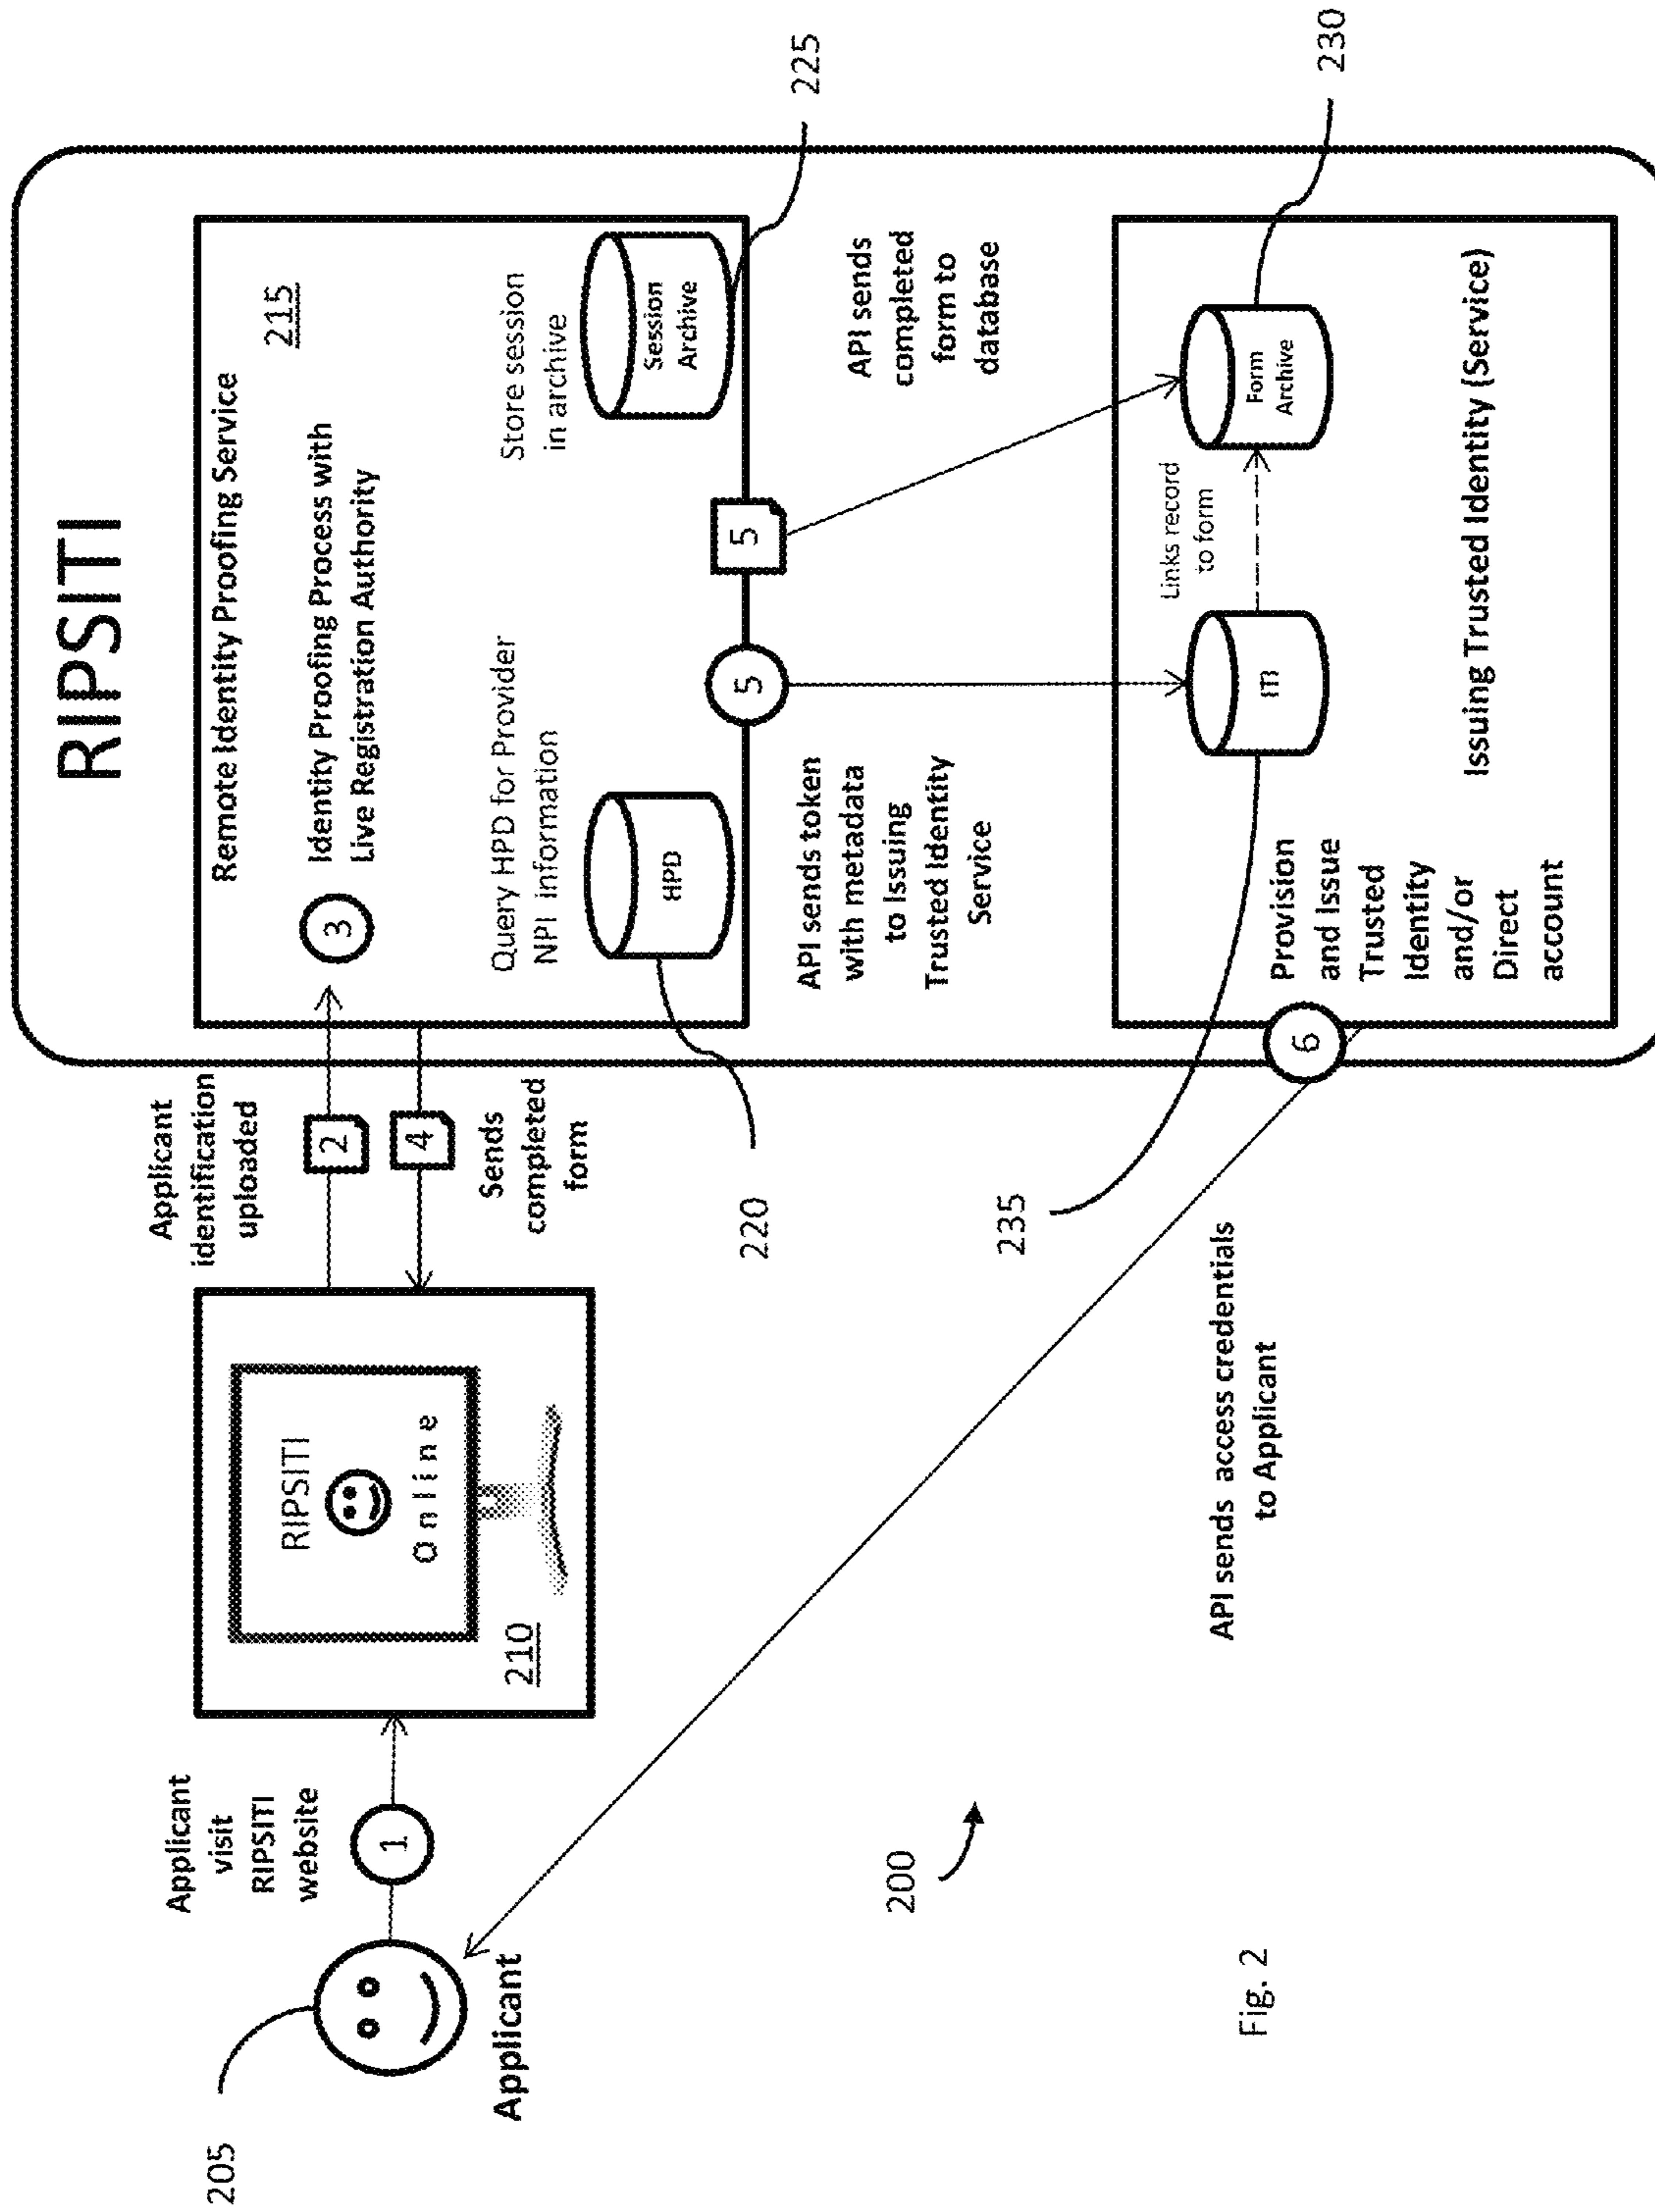 RIPSITI
Applicant
visit
RIPSITI
website
1
205
Applicant
RIPSITI
Online
210
Applicant
identification
uploaded
2
4
Sends
completed
form
Remote Identity Proofing Service
215
3
Identity Proofing Process with
Live Registration Authority
Query HPD for Provider
NPI Information
HPD
220
Store session
in archive
Session
Archive
225
5
5
API sends token
with metadata
to Issuing
Trusted Identity
Service
API sends
completed
form to
database
235
Links record
to form
Form
Archive
230
6
Provision
and Issue
Trusted
Identity
and/or
Direct
account
Issuing Trusted Identity (Service)
API sends access credentials
to Applicant
200
Fig. 2